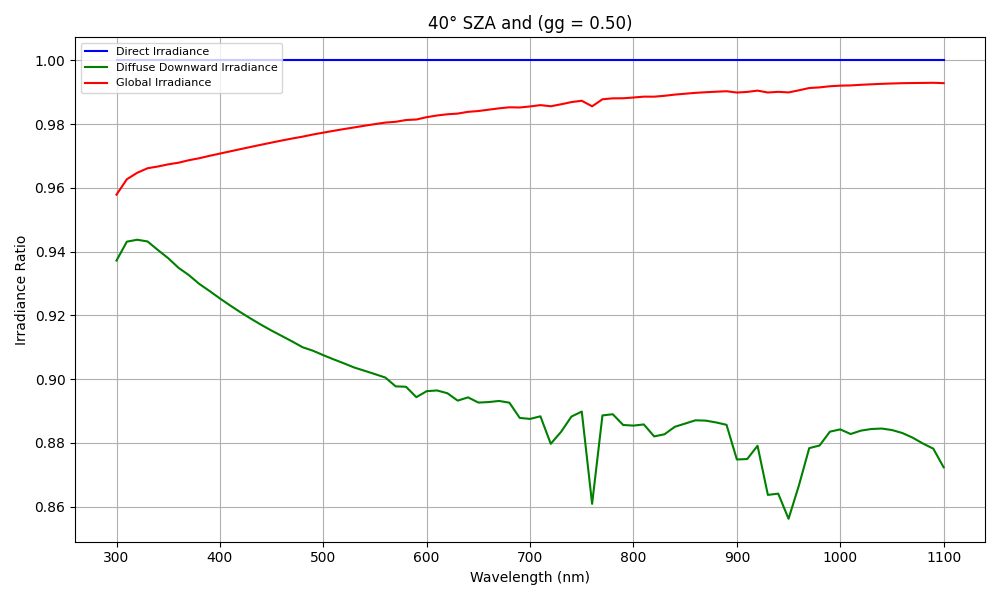 40° SZA and (gg = 0.50)
Direct Irradiance
Diffuse Downward Irradiance
Global Irradiance
Irradiance Ratio
1.00
0.98
0.96
0.94
0.92
0.90
0.88
0.86
300 400 500 600 700 800 900 1000 1100
Wavelength (nm)